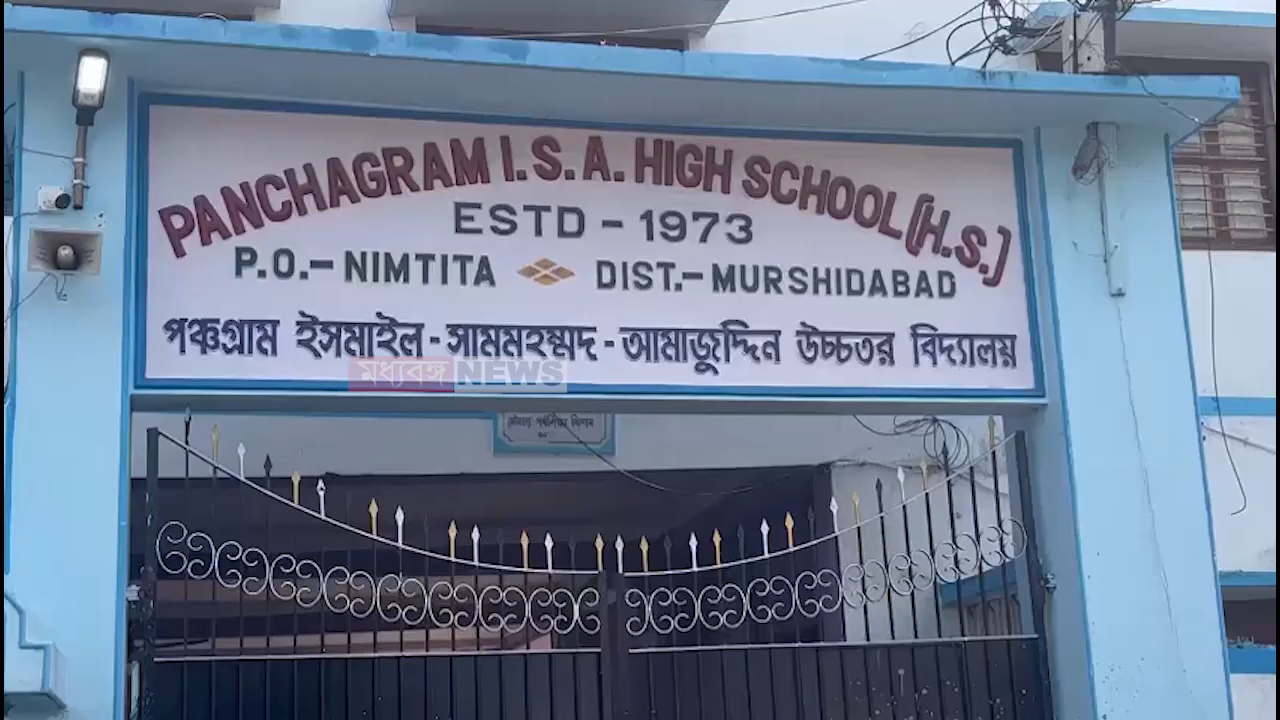 PANCHAGRAM I.S.A. HIGH SCHOOL (H.S.)
ESTD - 1973
P.O.- NIMTITA DIST.- MURSHIDABAD
পঞ্চগ্রাম ইসমাইল - সামমহম্মদ - আমাজুদ্দিন উচ্চতর বিদ্যালয়
মধ্যবঙ্গ NEWS